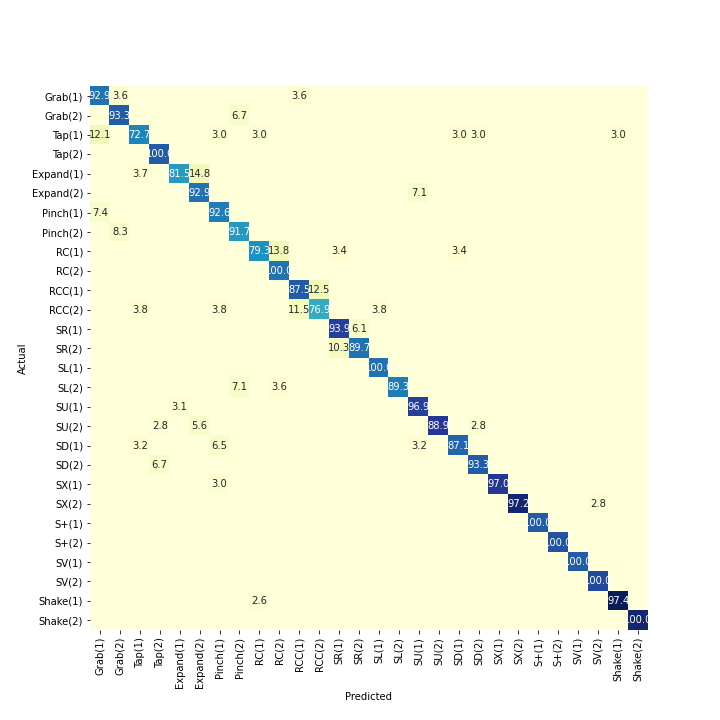 Grab(1) 92.9 3.6 3.6
Grab(2) 93.3 6.7
Tap(1) 12.1 72.7 3.0 3.0 3.0 3.0 3.0
Tap(2) 100.0
Expand(1) 3.7 81.5 14.8
Expand(2) 92.9 7.1
Pinch(1) 7.4 92.6
Pinch(2) 8.3 91.7
RC(1) 79.3 13.8 3.4 3.4
RC(2) 100.0
RCC(1) 87.5 12.5
RCC(2) 3.8 3.8 11.5 76.9 3.8
SR(1) 93.9 6.1
SR(2) 10.3 89.7
SL(1) 100.0
SL(2) 7.1 3.6 89.3
SU(1) 3.1 96.9
SU(2) 2.8 5.6 88.9 2.8
SD(1) 3.2 6.5 3.2 87.1
SD(2) 6.7 93.3
SX(1) 3.0 97.0
SX(2) 97.2 2.8
S+(1) 100.0
S+(2) 100.0
SV(1) 100.0
SV(2) 100.0
Shake(1) 2.6 97.4
Shake(2) 100.0
Actual
Grab(1) Grab(2) Tap(1) Tap(2) Expand(1) Expand(2) Pinch(1) Pinch(2) RC(1) RC(2) RCC(1) RCC(2) SR(1) SR(2) SL(1) SL(2) SU(1) SU(2) SD(1) SD(2) SX(1) SX(2) S+(1) S+(2) SV(1) SV(2) Shake(1) Shake(2)
Predicted